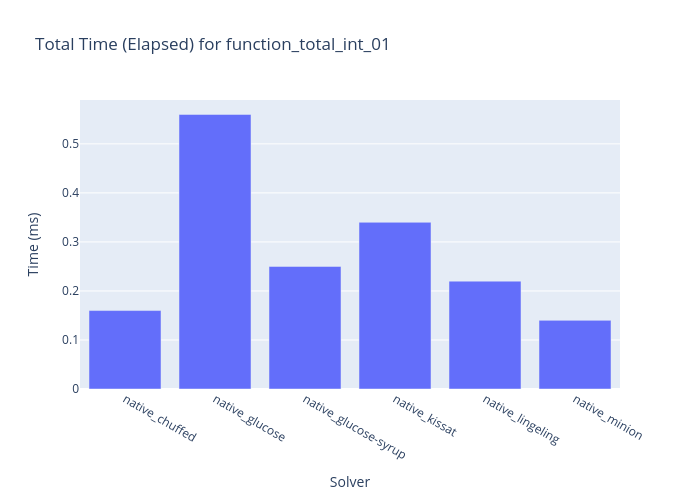 Total Time (Elapsed) for function_total_int_01
Time (ms)
0.5
0.4
0.3
0.2
0.1
0
native_chuffed
native_glucose
native_glucose-syrup
native_kissat
native_lingeling
native_minion
Solver